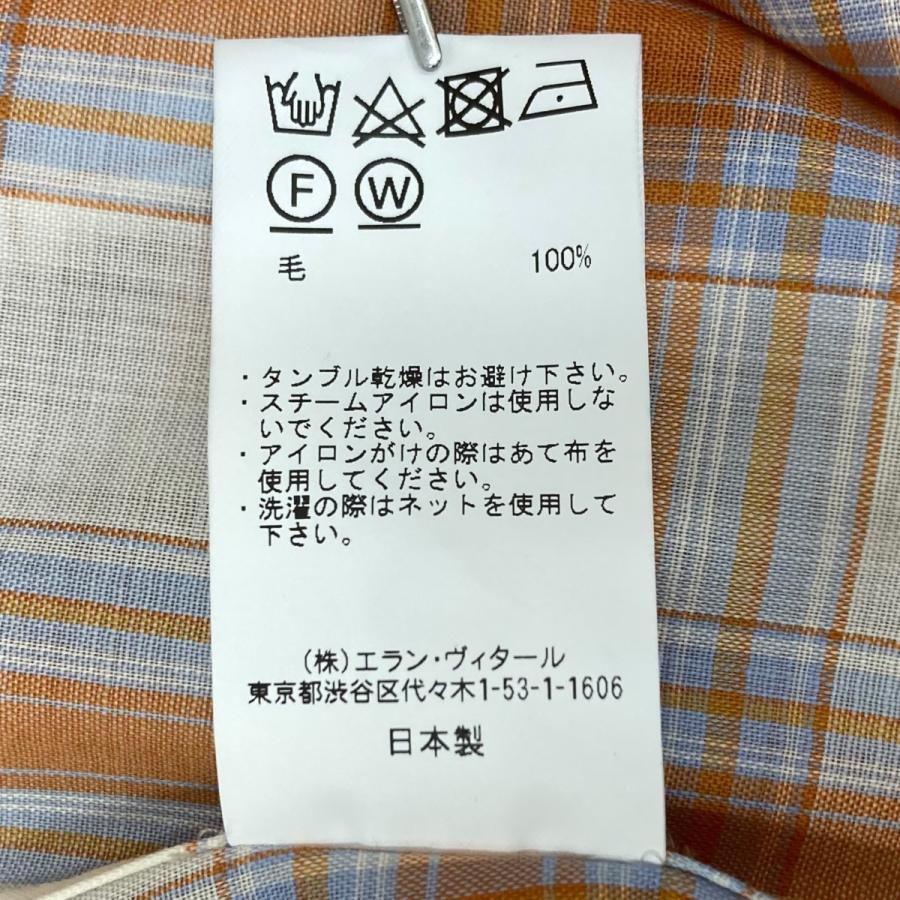 F W
毛 100%
・タンブル乾燥はお避け下さい。
・スチームアイロンは使用しな
いでください。
・アイロンがけの際はあて布を
使用してください。
・洗濯の際はネットを使用して
下さい。
(株)エラン・ヴィタール
東京都渋谷区代々木1-53-1-1606
日本製